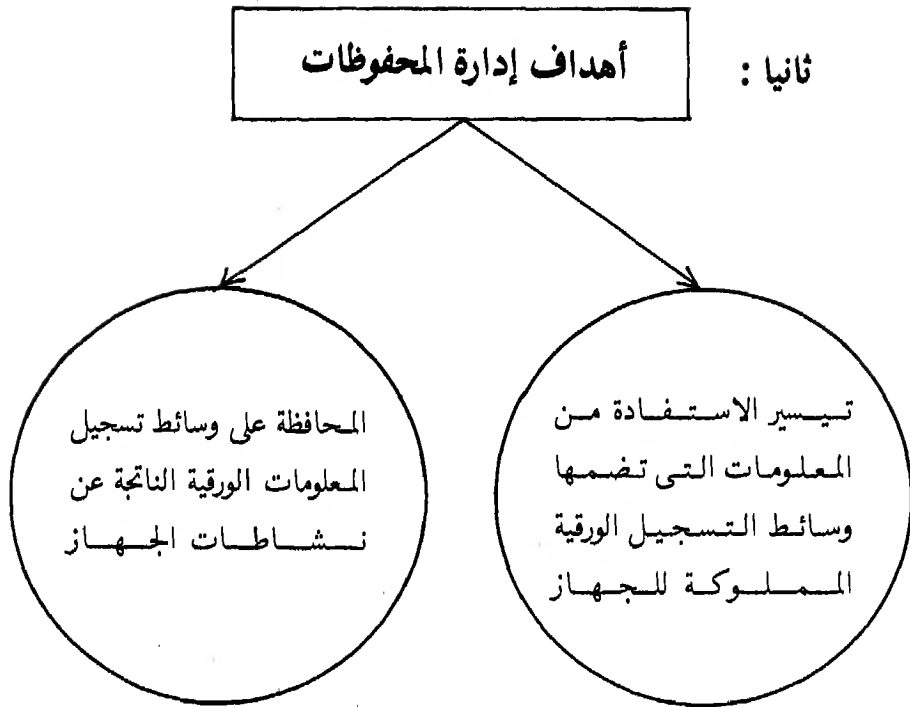 ثانيا :
أهداف إدارة المحفوظات
تيسير الاستفادة من
المعلومات التى تضمها
وسائط التسجيل الورقية
المملوكة للجهاز
المحافظة على وسائط تسجيل
المعلومات الورقية الناتجة عن
نشاطات الجهاز